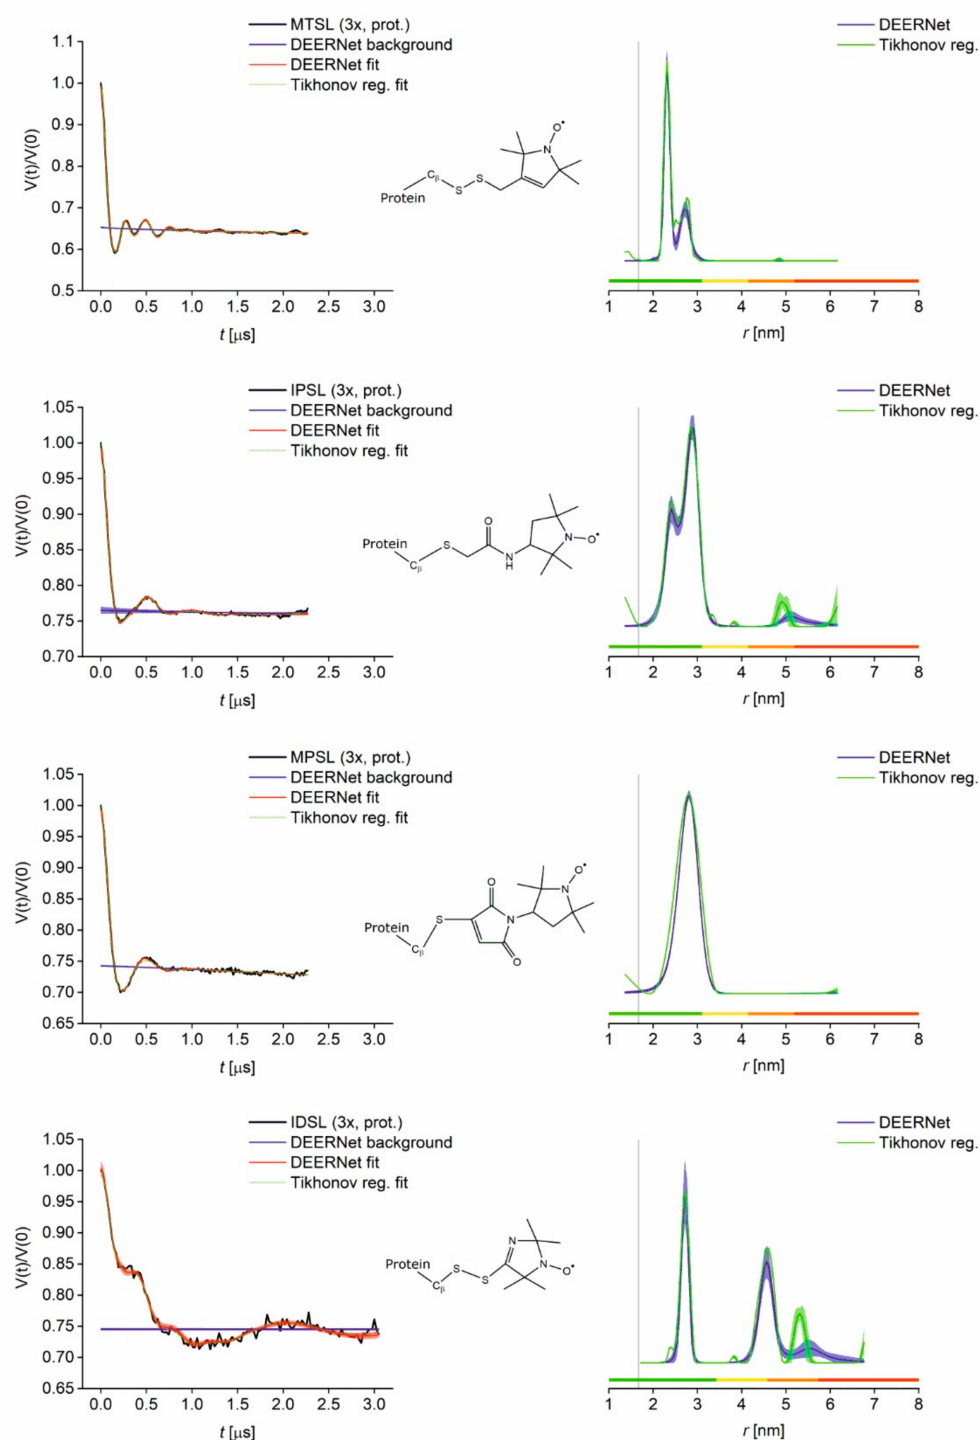 MTSL (3x, prot.)
DEERNet background
DEERNet fit
Tikhonov reg. fit
1.1
1.0
0.9
0.8
0.7
0.6
0.5
V(t)/V(0)
0.0 0.5 1.0 1.5 2.0 2.5 3.0
t [μs]
Protein
Cβ
S
S
N
O•
DEERNet
Tikhonov reg.
1 2 3 4 5 6 7 8
r [nm]
IPSL (3x, prot.)
DEERNet background
DEERNet fit
Tikhonov reg. fit
1.05
1.00
0.95
0.90
0.85
0.80
0.75
0.70
V(t)/V(0)
0.0 0.5 1.0 1.5 2.0 2.5 3.0
t [μs]
Protein
Cβ
S
O
N
H
N
O•
DEERNet
Tikhonov reg.
1 2 3 4 5 6 7 8
r [nm]
MPSL (3x, prot.)
DEERNet background
DEERNet fit
Tikhonov reg. fit
1.05
1.00
0.95
0.90
0.85
0.80
0.75
0.70
0.65
V(t)/V(0)
0.0 0.5 1.0 1.5 2.0 2.5 3.0
t [μs]
Protein
Cβ
S
O
N
O
N
O•
DEERNet
Tikhonov reg.
1 2 3 4 5 6 7 8
r [nm]
IDSL (3x, prot.)
DEERNet background
DEERNet fit
Tikhonov reg. fit
1.05
1.00
0.95
0.90
0.85
0.80
0.75
0.70
0.65
V(t)/V(0)
0.0 0.5 1.0 1.5 2.0 2.5 3.0
t [μs]
Protein
Cβ
S
S
N
N
O•
DEERNet
Tikhonov reg.
1 2 3 4 5 6 7 8
r [nm]